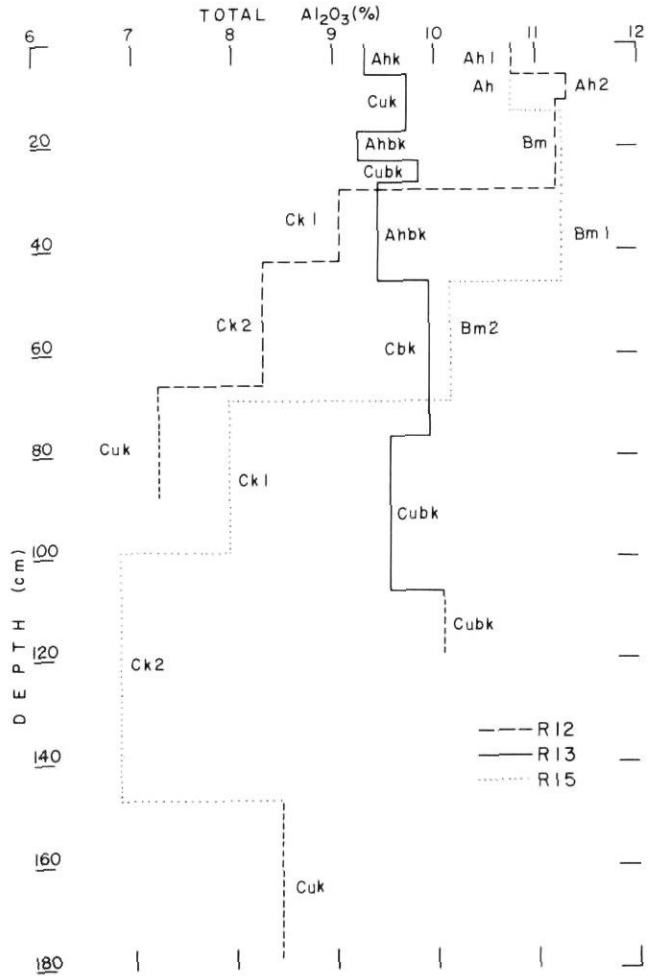 TOTAL Al₂O₃(%)
6 7 8 9 10 11 12
Ahk Ah1
Cuk Ah Ah2
20 Ahbk Bm
Cubk
Ck1
40 Ahbk Bm1
Ck2 Cbk Bm2
60
80 Cuk
Ck1 Cubk
100
DEPTH (cm)
Cubk
120 Ck2
R12
140 R13
R15
160 Cuk
180